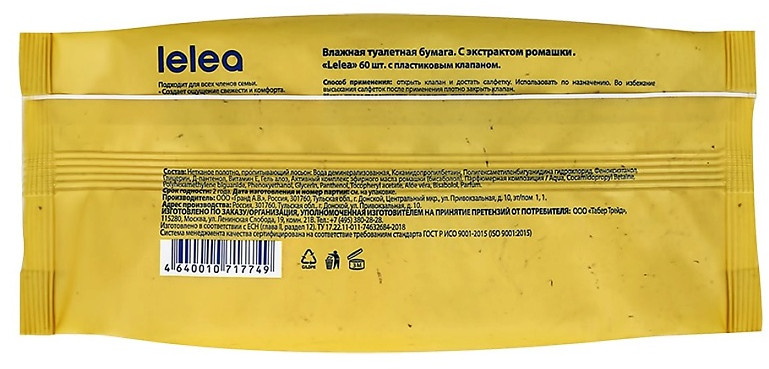 lelea
Подходит для всех членов семьи.
• Создает ощущение свежести и комфорта.
Влажная туалетная бумага. С экстрактом ромашки.
«Lelea» 60 шт. с пластиковым клапаном.
Способ применения: открыть клапан и достать салфетку. Использовать по назначению. Во избежание
высыхания салфеток после применения плотно закрыть клапан.
Состав: Нетканое полотно, пропитывающий лосьон: Вода деминерализованная, Кокамидопропилбетаин, Полигексаметиленбигуанидина гидрохлорид, Феноксиэтанол
Глицерин, Д-пантенол, Витамин Е, Гель алоэ, Активный комплекс эфирного масла ромашки (бисаболол), Парфюмерная композиция / Aqua, Cocamidopropyl Betaine,
Polyhexamethylene biguanide, Phenoxyethanol, Glycerin, Panthenol, Tocopheryl acetate, Aloe vera, Bisabolol, Parfum.
Срок годности: 2 года. Дата изготовления и номер партии: см. на упаковке.
Производитель: ООО «Гранд А.В.», Россия, 301760, Тульская обл., г. Донской, Центральный мкр., ул. Привокзальная, д. 10, эт/пом 1, 1.
Адрес производства: Россия, 301760, Тульская обл., г. Донской, ул. Привокзальная, д. 10.
ИЗГОТОВЛЕНО ПО ЗАКАЗУ/ОРГАНИЗАЦИЯ, УПОЛНОМОЧЕННАЯ ИЗГОТОВИТЕЛЕМ НА ПРИНЯТИЕ ПРЕТЕНЗИЙ ОТ ПОТРЕБИТЕЛЯ: ООО «Табер Трейд»,
115280, Москва, ул. Ленинская Слобода, 19, комн. 21В. Тел.: +7 (495) 380-28-28.
Изготовлено в соответствии с ЕСН (глава II, раздел 12). ТУ 17.22.11-011-74632684-2018
Система менеджмента качества сертифицирована на соответствие требованиям стандарта ГОСТ Р ИСО 9001-2015 (ISO 9001:2015)
4 640010 717749
C/LDPE